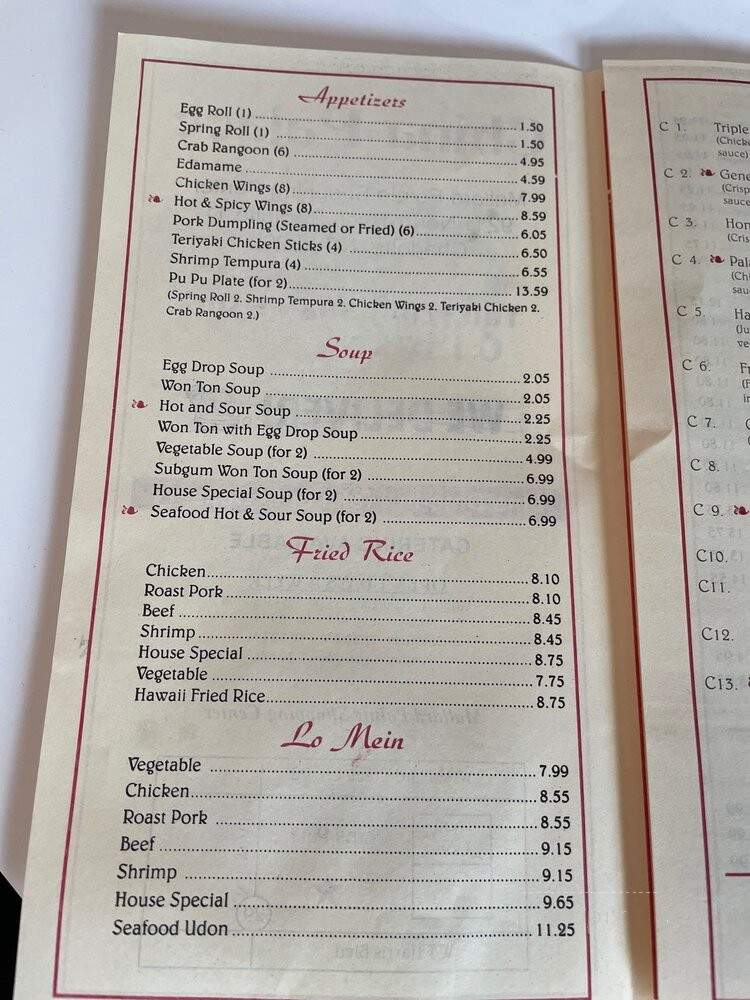 Appetizers
Egg Roll (1) 1.50
Spring Roll (1) 1.50
Crab Rangoon (6) 4.95
Edamame 4.59
Chicken Wings (8) 7.99
Hot & Spicy Wings (8) 8.59
Pork Dumpling (Steamed or Fried) (6) 6.05
Teriyaki Chicken Sticks (4) 6.50
Shrimp Tempura (4) 6.55
Pu Pu Plate (for 2) 13.59
(Spring Roll 2. Shrimp Tempura 2. Chicken Wings 2. Teriyaki Chicken 2.
Crab Rangoon 2.)
Soup
Egg Drop Soup 2.05
Won Ton Soup 2.05
Hot and Sour Soup 2.25
Won Ton with Egg Drop Soup 2.25
Vegetable Soup (for 2) 4.99
Subgum Won Ton Soup (for 2) 6.99
House Special Soup (for 2) 6.99
Seafood Hot & Sour Soup (for 2) 6.99
Fried Rice
Chicken 8.10
Roast Pork 8.10
Beef 8.45
Shrimp 8.45
House Special 8.75
Vegetable 7.75
Hawaii Fried Rice 8.75
Lo Mein
Vegetable 7.99
Chicken 8.55
Roast Pork 8.55
Beef 9.15
Shrimp 9.15
House Special 9.65
Seafood Udon 11.25
C 1. Triple
sauce)
C 2.
C 3.
C 4.
C 5.
C 6.
C 7.
C 8.
C 9.
C10.
C11.
C12.
C13.